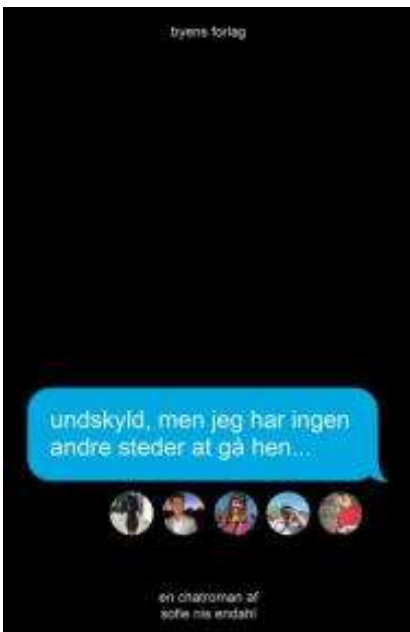 byens forlag
undskyld, men jeg har ingen
andre steder at gå hen...
en chatroman af
sofie nis endahl